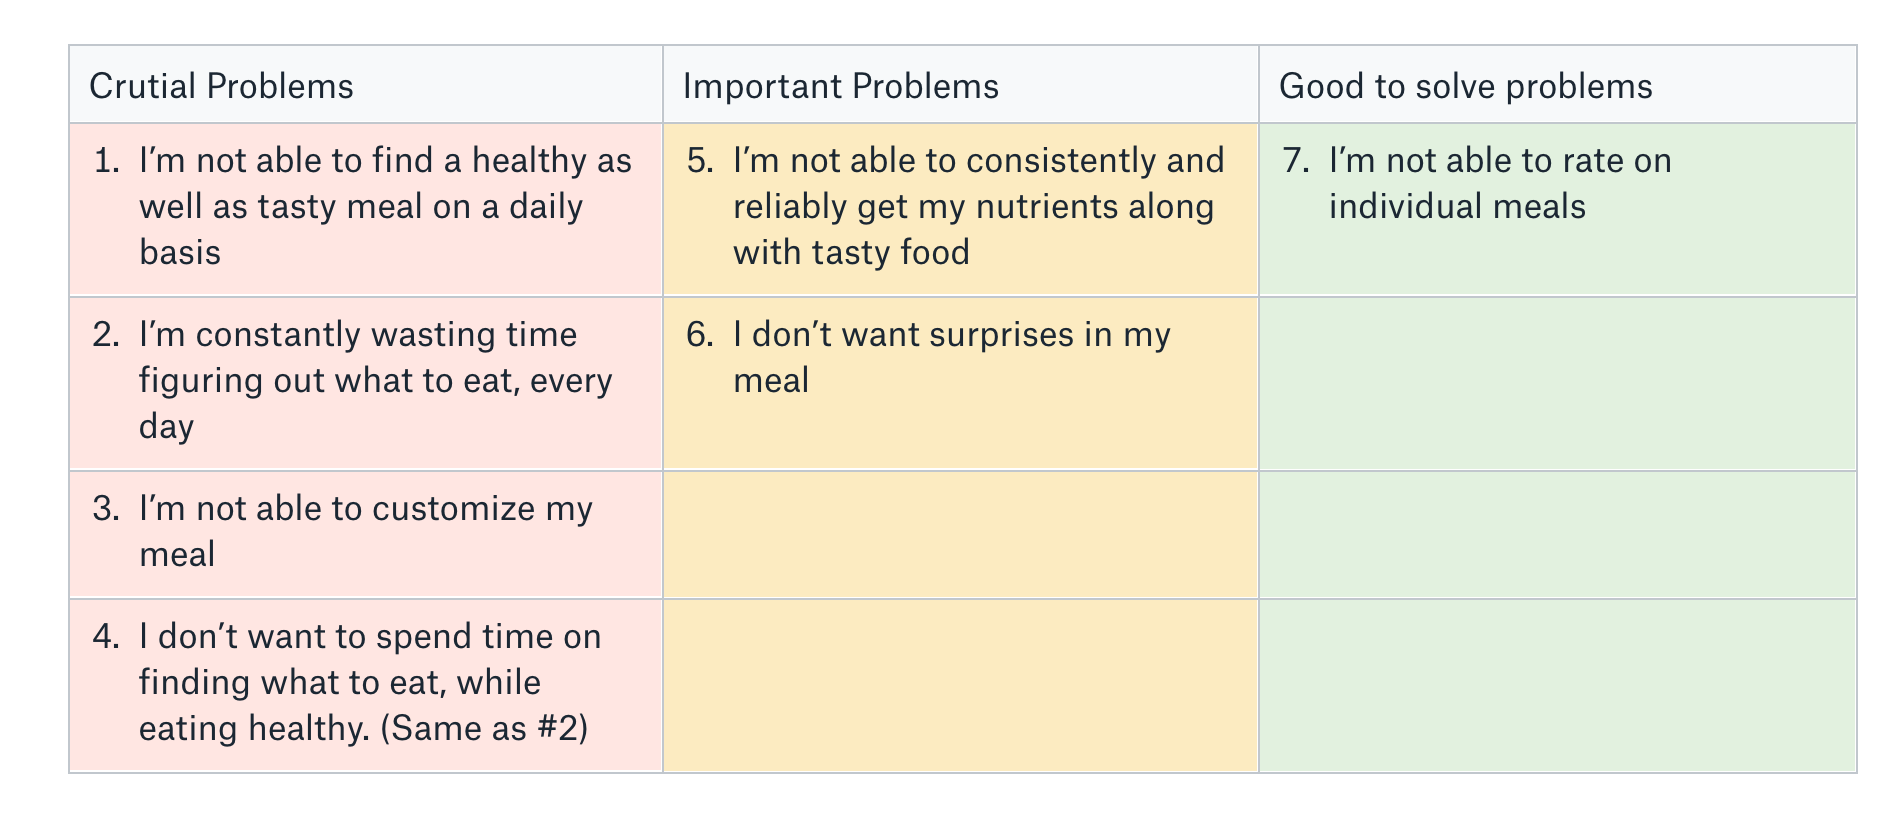 Crutial Problems
Important Problems
Good to solve problems
1. I’m not able to find a healthy as
well as tasty meal on a daily
basis
5. I’m not able to consistently and
reliably get my nutrients along
with tasty food
7. I’m not able to rate on
individual meals
2. I’m constantly wasting time
figuring out what to eat, every
day
6. I don’t want surprises in my
meal
3. I’m not able to customize my
meal
4. I don’t want to spend time on
finding what to eat, while
eating healthy. (Same as #2)